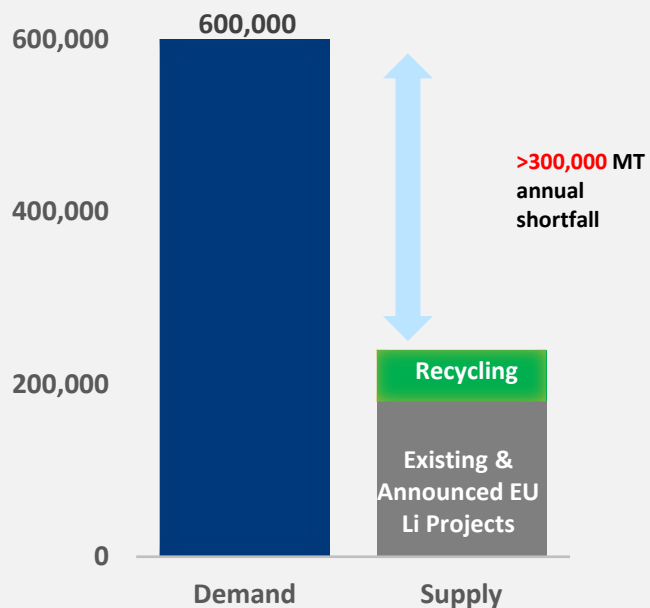 600,000
600,000
>300,000 MT
annual
shortfall
400,000
200,000
Recycling
Existing &
Announced EU
Li Projects
0
Demand
Supply